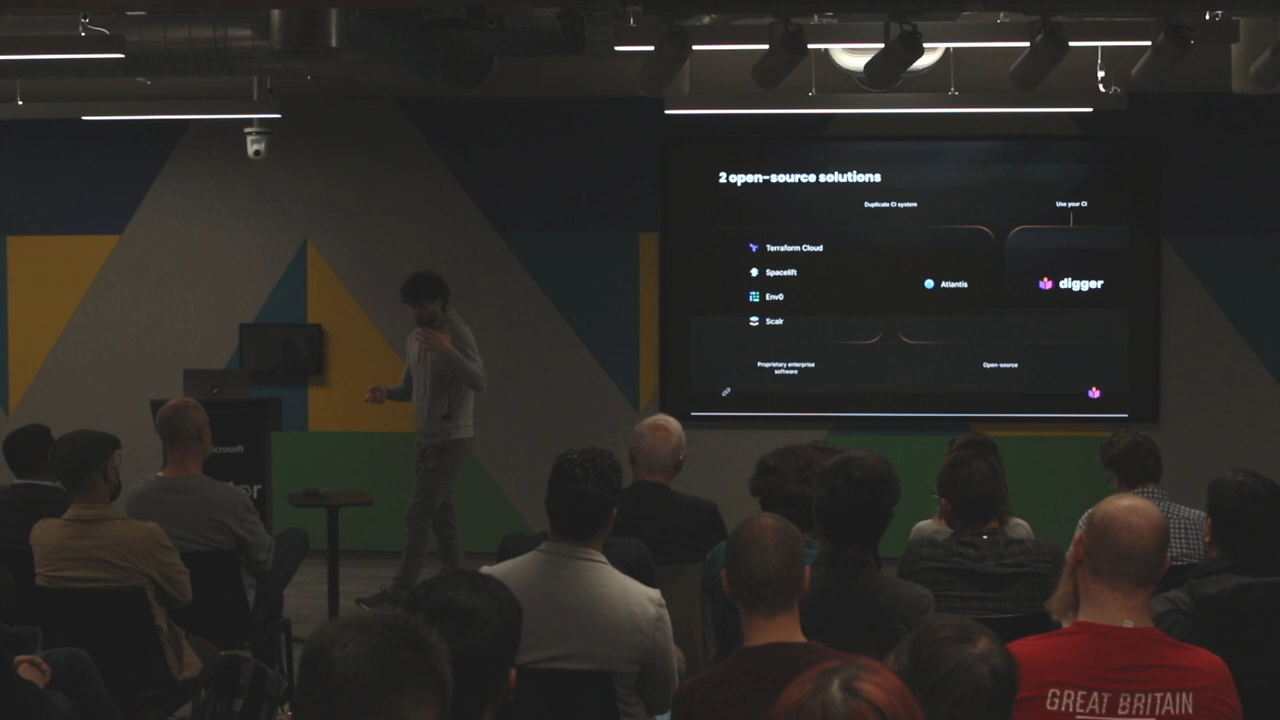 2 open-source solutions
Duplicate CI system
Use your CI
Terraform Cloud
Spacelift
Env0
Scalr
Atlantis
digger
Proprietary enterprise
software
Open-source
GREAT BRITAIN